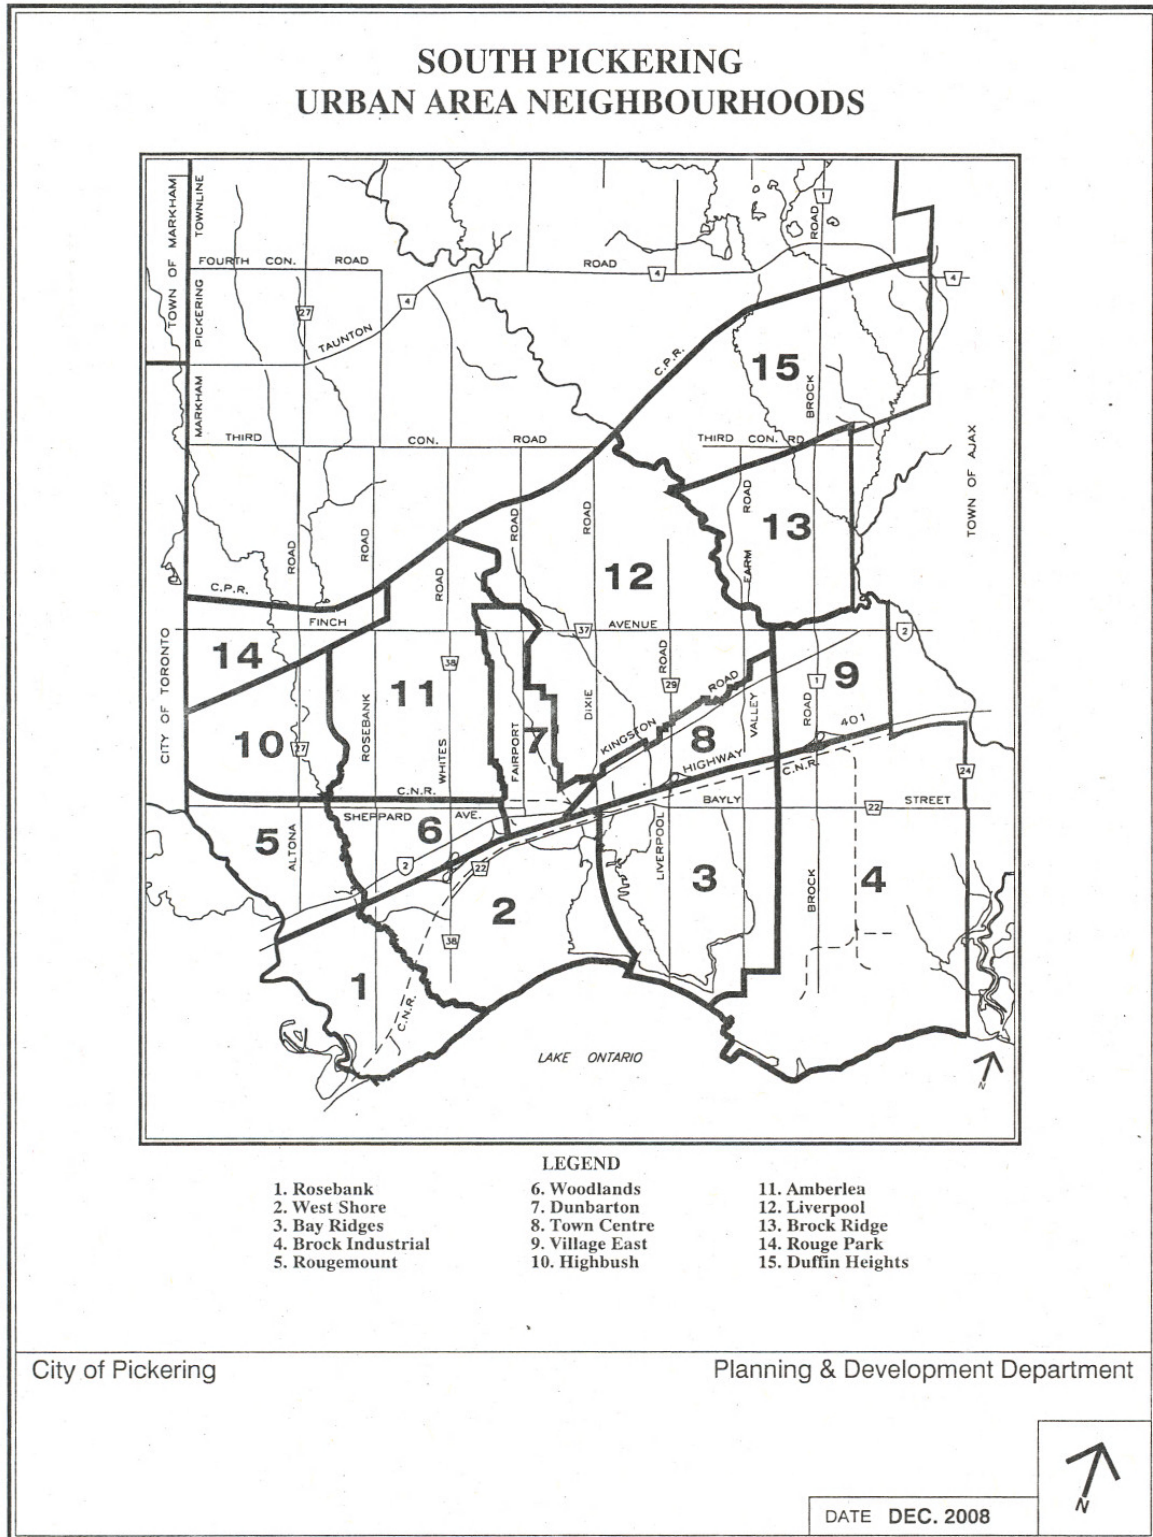 SOUTH PICKERING
URBAN AREA NEIGHBOURHOODS
TOWN OF MARKHAM
MARKHAM PICKERING TOWNLINE
FOURTH CON. ROAD
ROAD
4
4
4
1
ROAD
27
TAUNTON
C.P.R.
15
BROCK
THIRD CON. ROAD
THIRD CON. RD
TOWN OF AJAX
ROAD
ROAD
ROAD
ROAD
ROAD
ROAD
FARM
13
12
C.P.R.
FINCH
37
AVENUE
2
CITY OF TORONTO
14
38
11
ROSEBANK
WHITES
FAIRPORT
7
DIXIE
29
ROAD
KINGSTON ROAD
VALLEY
1
ROAD
9
8
10
27
HIGHWAY 401
C.N.R.
C.N.R.
24
SHEPPARD AVE.
BAYLY
22
STREET
5
ALTONA
6
2
22
LIVERPOOL
3
BROCK
4
2
38
1
C.N.R.
LAKE ONTARIO
N
LEGEND
1. Rosebank
2. West Shore
3. Bay Ridges
4. Brock Industrial
5. Rougemount
6. Woodlands
7. Dunbarton
8. Town Centre
9. Village East
10. Highbush
11. Amberlea
12. Liverpool
13. Brock Ridge
14. Rouge Park
15. Duffin Heights
City of Pickering
Planning & Development Department
N
DATE DEC. 2008